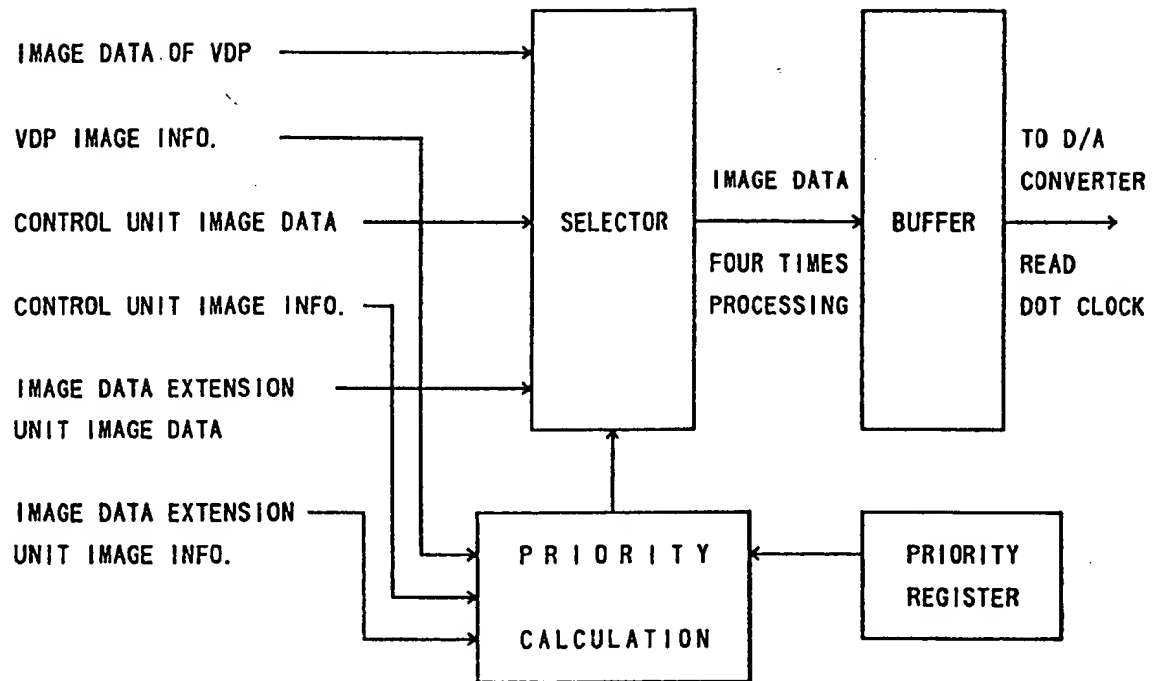 IMAGE DATA OF VDP
VDP IMAGE INFO.
CONTROL UNIT IMAGE DATA
CONTROL UNIT IMAGE INFO.
IMAGE DATA EXTENSION
UNIT IMAGE DATA
IMAGE DATA EXTENSION
UNIT IMAGE INFO.
SELECTOR
IMAGE DATA
FOUR TIMES
PROCESSING
BUFFER
TO D/A
CONVERTER
READ
DOT CLOCK
PRIORITY
CALCULATION
PRIORITY
REGISTER